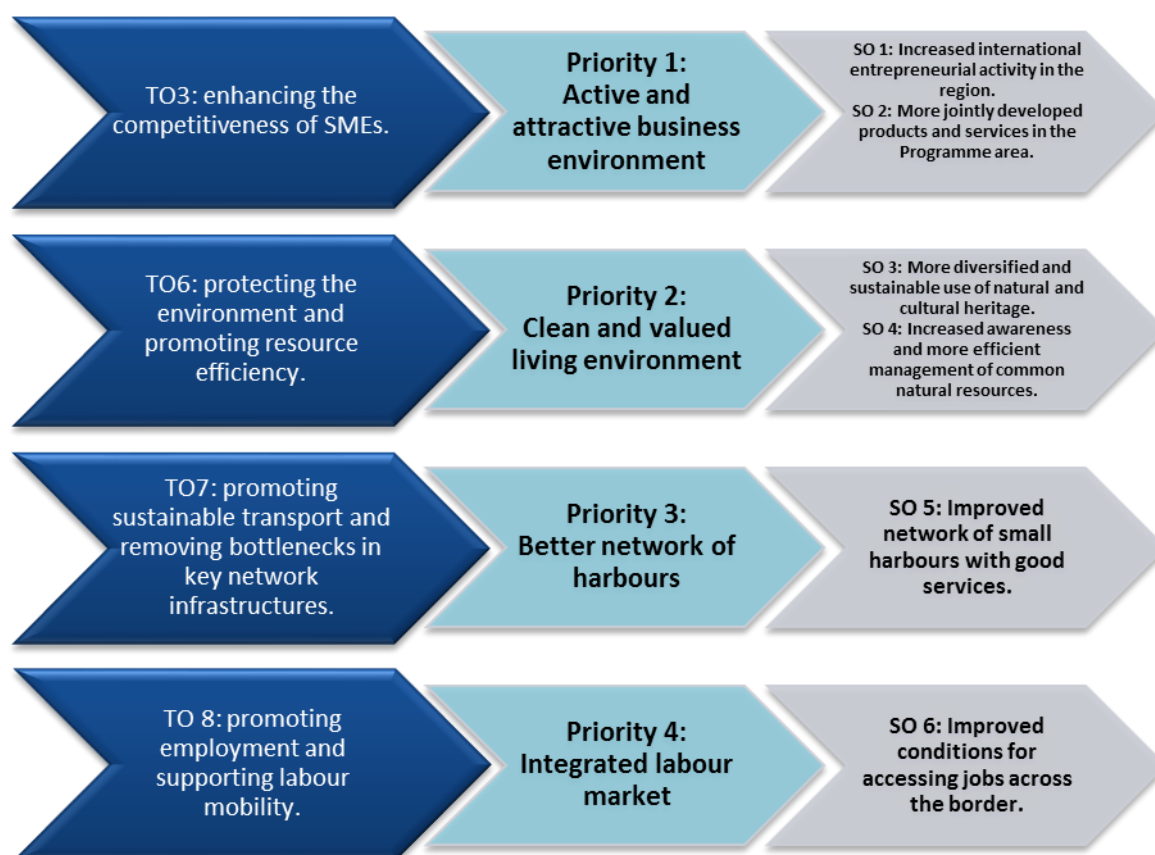 TO3: enhancing the
competitiveness of SMEs.
Priority 1:
Active and
attractive business
environment
SO 1: Increased international
entrepreneurial activity in the
region.
SO 2: More jointly developed
products and services in the
Programme area.
TO6: protecting the
environment and
promoting resource
efficiency.
Priority 2:
Clean and valued
living environment
SO 3: More diversified and
sustainable use of natural and
cultural heritage.
SO 4: Increased awareness
and more efficient
management of common
natural resources.
TO7: promoting
sustainable transport and
removing bottlenecks in
key network
infrastructures.
Priority 3:
Better network of
harbours
SO 5: Improved
network of small
harbours with good
services.
TO 8: promoting
employment and
supporting labour
mobility.
Priority 4:
Integrated labour
market
SO 6: Improved
conditions for
accessing jobs across
the border.